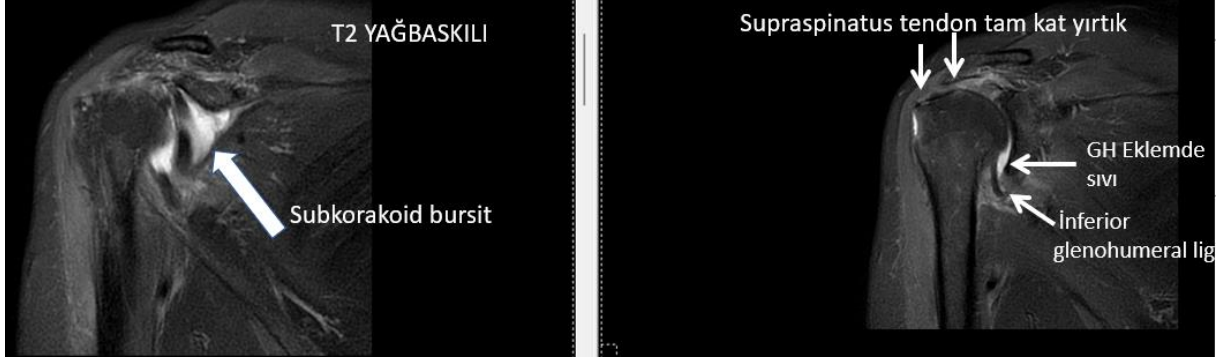 T2 YAĞBASKILI
Subkorakoid bursit
Supraspinatus tendon tam kat yırtık
GH Eklemde
sıvı
İnferior
glenohumeral lig